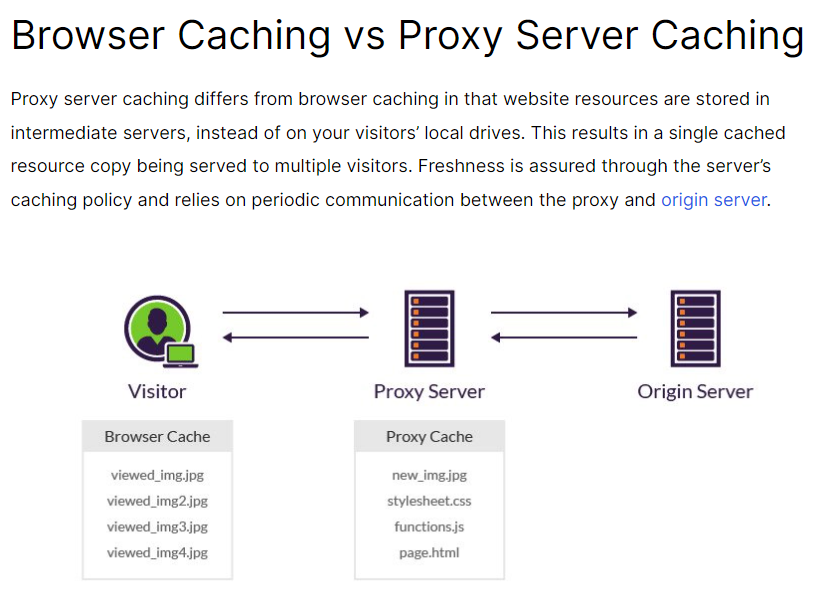 Browser Caching vs Proxy Server Caching
Proxy server caching differs from browser caching in that website resources are stored in
intermediate servers, instead of on your visitors’ local drives. This results in a single cached
resource copy being served to multiple visitors. Freshness is assured through the server’s
caching policy and relies on periodic communication between the proxy and origin server.
Visitor
Proxy Server
Origin Server
Browser Cache
viewed_img.jpg
viewed_img2.jpg
viewed_img3.jpg
viewed_img4.jpg
Proxy Cache
new_img.jpg
stylesheet.css
functions.js
page.html